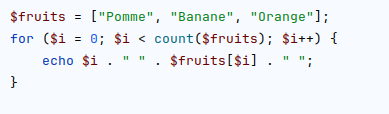 $fruits = ["Pomme", "Banane", "Orange"];
for ($i = 0; $i < count($fruits); $i++) {
    echo $i . " " . $fruits[$i] . " ";
}